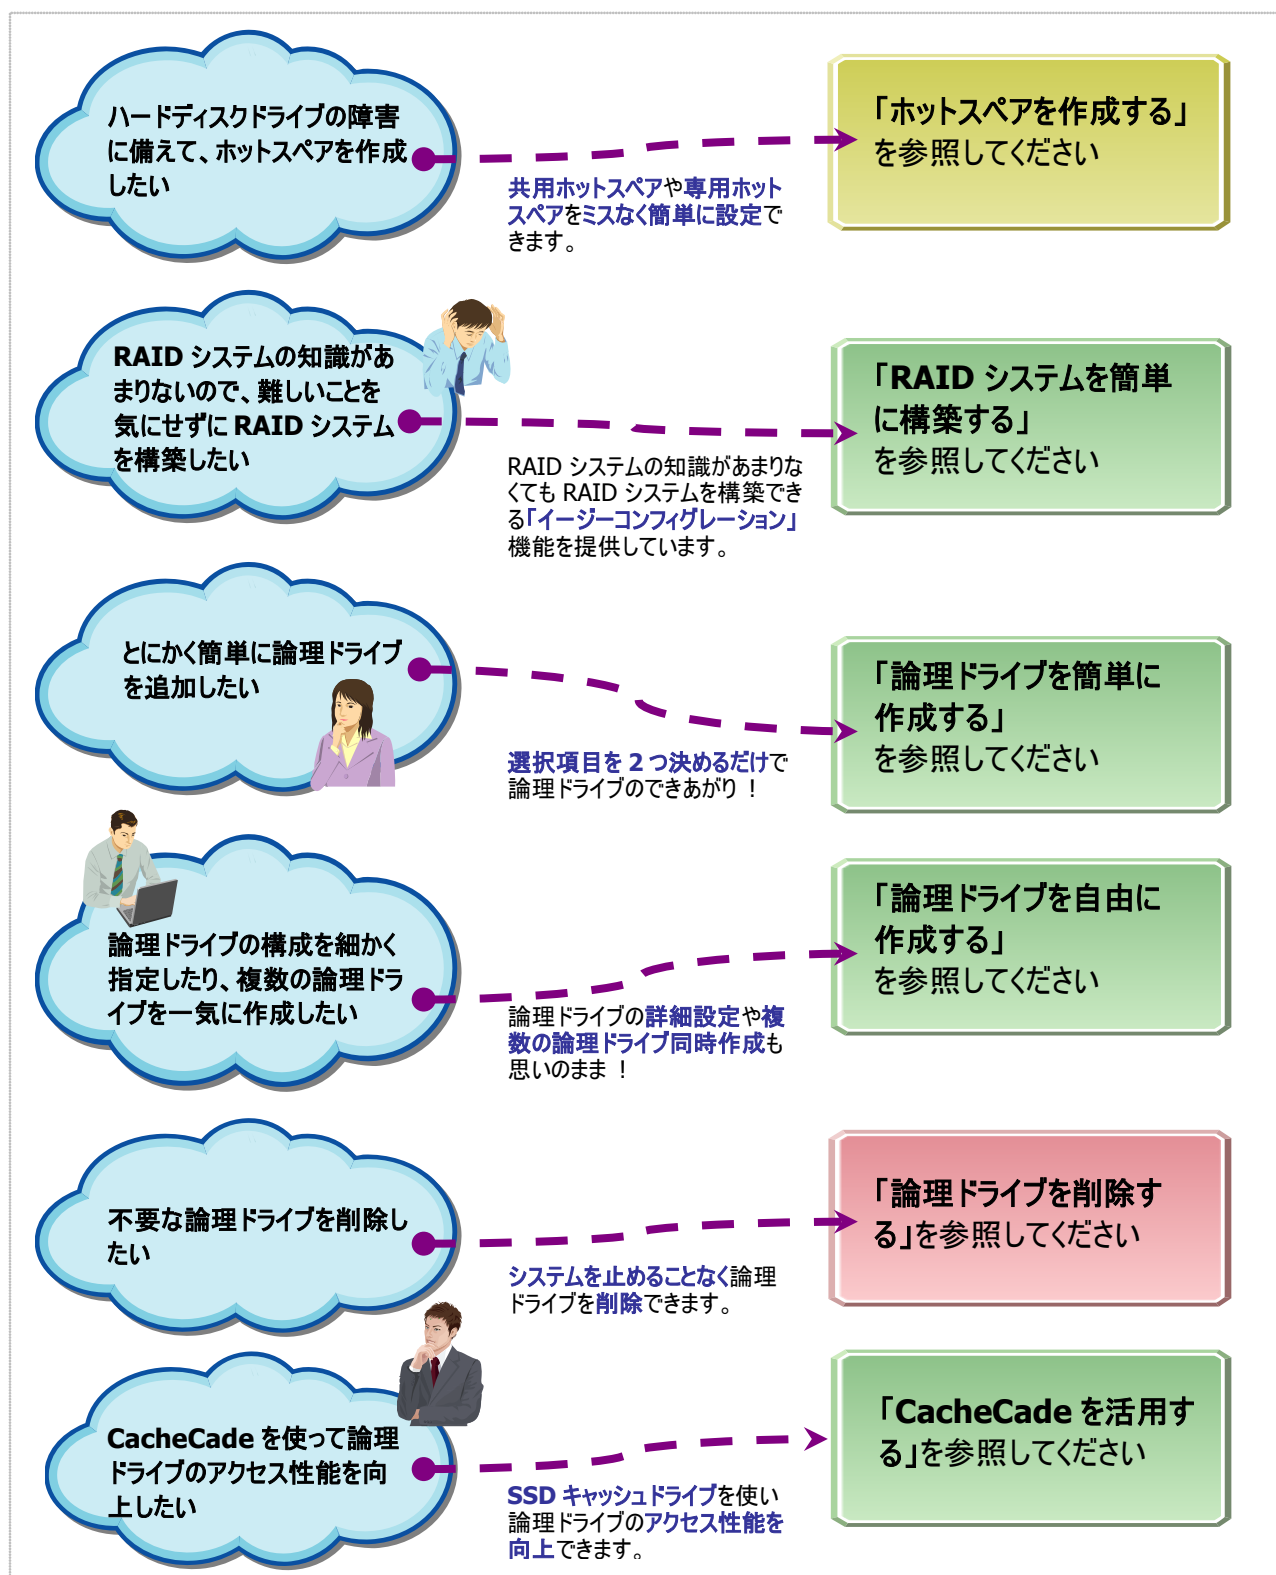 ハードディスクドライブの障害
に備えて、ホットスペアを作成
したい
共用ホットスペアや専用ホット
スペアをミスなく簡単に設定で
きます。
「ホットスペアを作成する」
を参照してください
RAID システムの知識があ
まりないので、難しいことを
気にせずに RAID システム
を構築したい
RAID システムの知識があまりな
くても RAID システムを構築でき
る「イージーコンフィグレーション」
機能を提供しています。
「RAID システムを簡単
に構築する」
を参照してください
とにかく簡単に論理ドライブ
を追加したい
選択項目を 2 つ決めるだけで
論理ドライブのできあがり！
「論理ドライブを簡単に
作成する」
を参照してください
論理ドライブの構成を細かく
指定したり、複数の論理ドラ
イブを一気に作成したい
論理ドライブの詳細設定や複
数の論理ドライブ同時作成も
思いのまま！
「論理ドライブを自由に
作成する」
を参照してください
不要な論理ドライブを削除し
たい
システムを止めることなく論理
ドライブを削除できます。
「論理ドライブを削除す
る」を参照してください
CacheCade を使って論理
ドライブのアクセス性能を向
上したい
SSD キャッシュドライブを使い
論理ドライブのアクセス性能を
向上できます。
「CacheCade を活用す
る」を参照してください